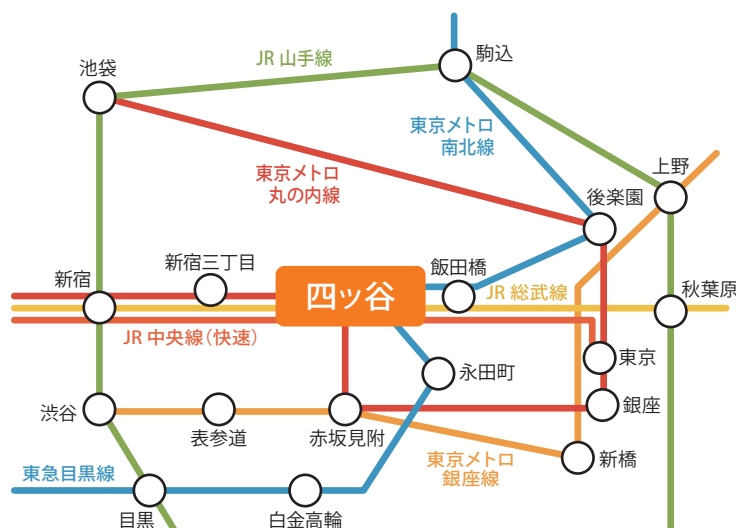 JR 山手線
駒込
池袋
東京メトロ
南北線
東京メトロ
丸の内線
上野
後楽園
新宿三丁目
飯田橋
新宿
四ッ谷
JR 総武線
秋葉原
JR 中央線（快速）
東京
永田町
銀座
渋谷
表参道
赤坂見附
東京メトロ
銀座線
新橋
東急目黒線
目黒
白金高輪